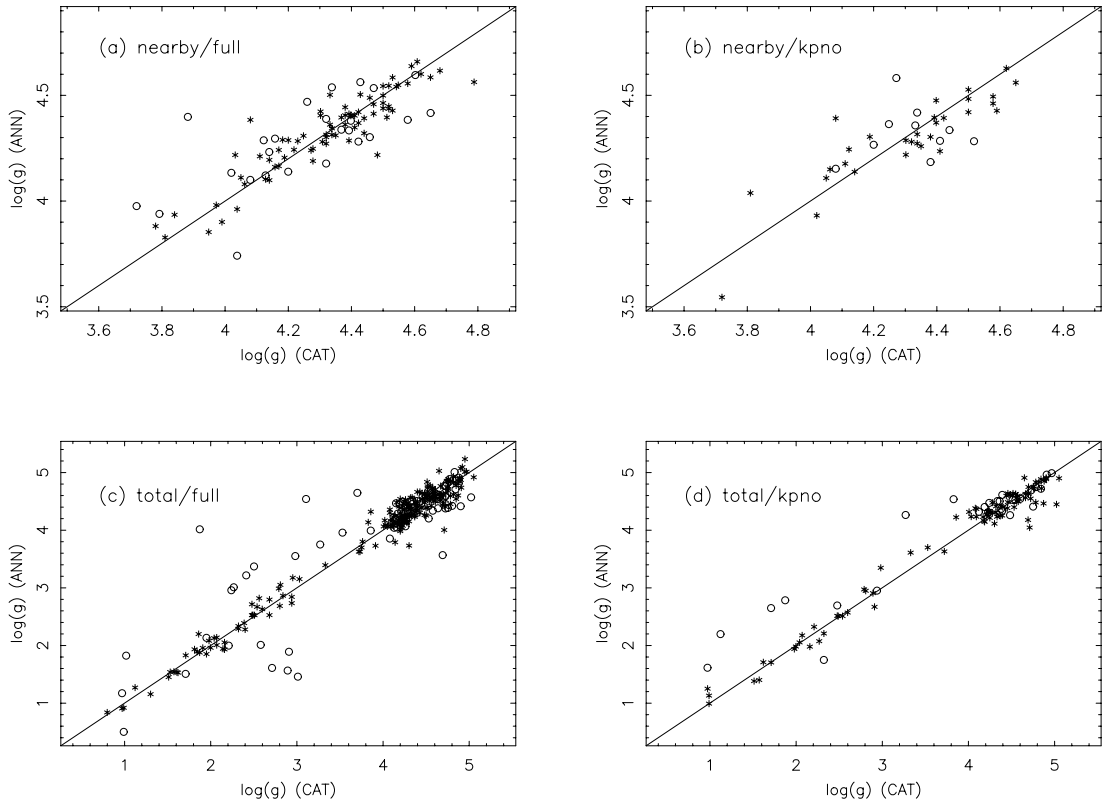 (a) nearby/full
log(g) (ANN)
4.5
4
3.5
3.6 3.8 4 4.2 4.4 4.6 4.8
log(g) (CAT)
(b) nearby/kpno
log(g) (ANN)
4.5
4
3.5
3.6 3.8 4 4.2 4.4 4.6 4.8
log(g) (CAT)
(c) total/full
log(g) (ANN)
5
4
3
2
1
1 2 3 4 5
log(g) (CAT)
(d) total/kpno
log(g) (ANN)
5
4
3
2
1
1 2 3 4 5
log(g) (CAT)